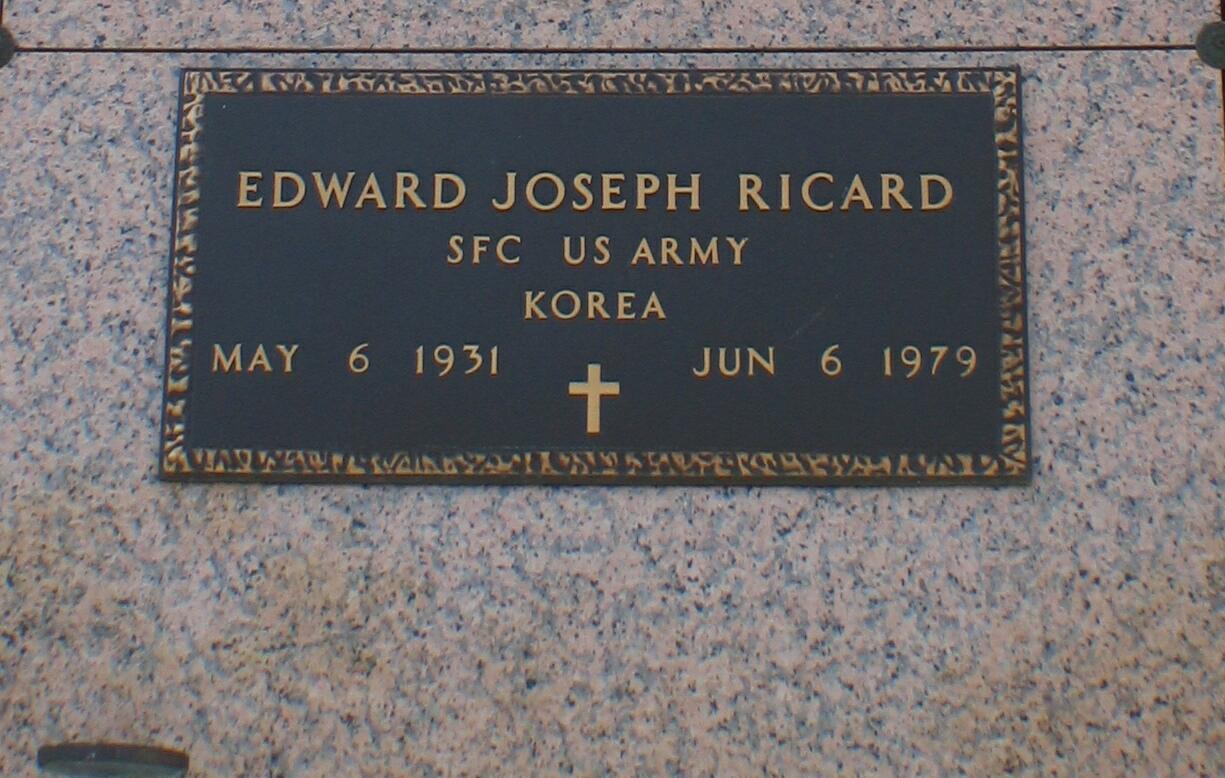 EDWARD JOSEPH RICARD
SFC US ARMY
KOREA
MAY 6 1931 JUN 6 1979